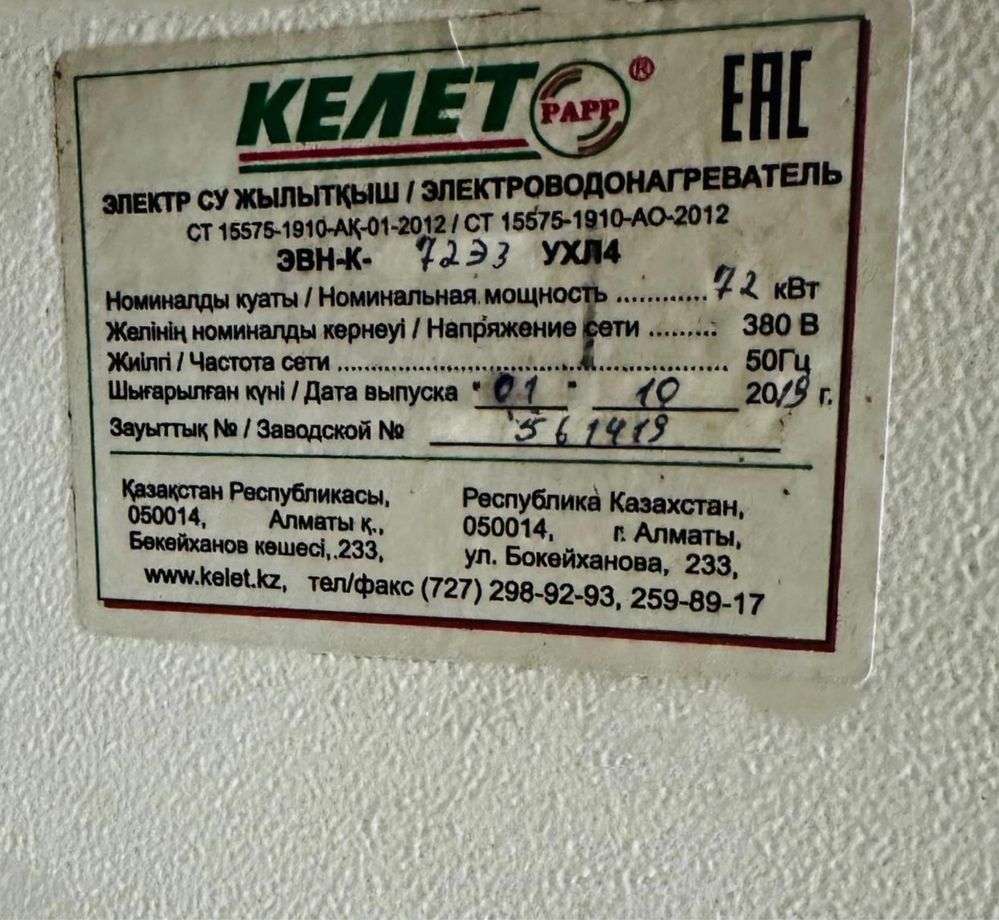 КЕЛЕТ PAPP ® EAC
ЭЛЕКТР СУ ЖЫЛЫТҚЫШ / ЭЛЕКТРОВОДОНАГРЕВАТЕЛЬ
СТ 15575-1910-АҚ-01-2012 / СТ 15575-1910-АО-2012
ЭВН-К- 72Э3 УХЛ4
Номиналды куаты / Номинальная мощность ............ 72 кВт
Желінің номиналды кернеуі / Напряжение сети ......... 380 В
Жиілгі / Частота сети ........................................................ 50Гц
Шығарылған күні / Дата выпуска "01" 10 2019 г.
Зауыттық № / Заводской № 561419
Қазақстан Республикасы,
050014, Алматы қ.,
Бөкейханов көшесі, 233,
Республика Казахстан,
050014, г. Алматы,
ул. Бокейханова, 233,
www.kelet.kz, тел/факс (727) 298-92-93, 259-89-17